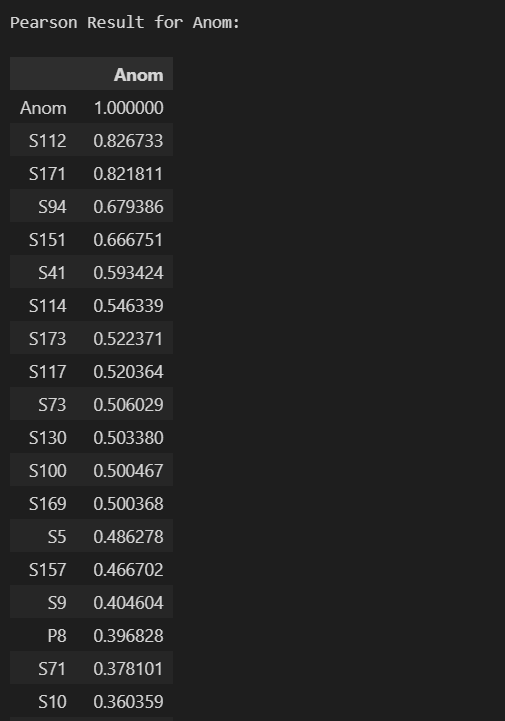 Pearson Result for Anom:
Anom
Anom 1.000000
S112 0.826733
S171 0.821811
S94 0.679386
S151 0.666751
S41 0.593424
S114 0.546339
S173 0.522371
S117 0.520364
S73 0.506029
S130 0.503380
S100 0.500467
S169 0.500368
S5 0.486278
S157 0.466702
S9 0.404604
P8 0.396828
S71 0.378101
S10 0.360359